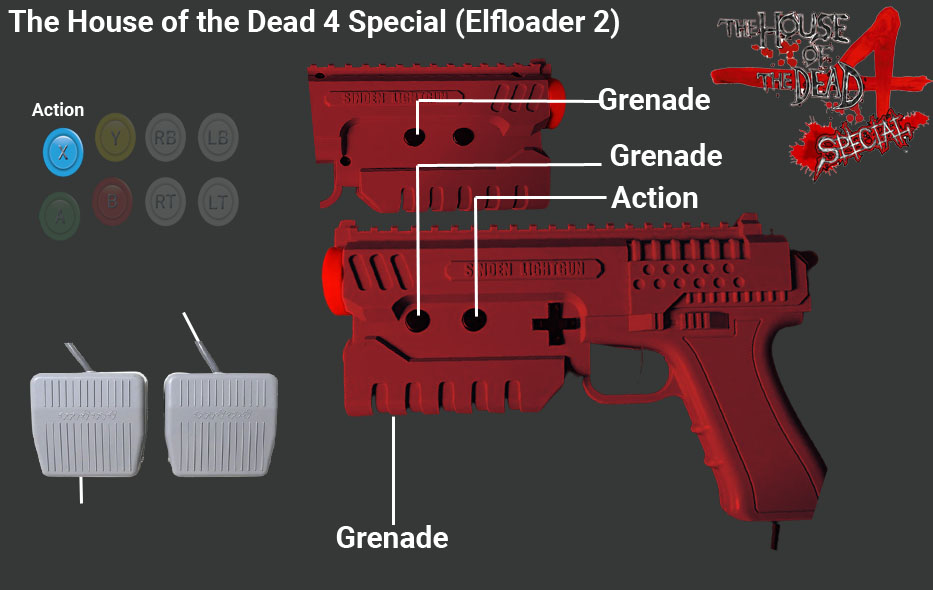 The House of the Dead 4 Special (Elfloader 2)
THE HOUSE
OF
THE DEAD
4
SPECIAL
SINDEN LIGHTGUN
Grenade
Action
X
Y
RB
LB
A
B
RT
LT
Grenade
Action
SINDEN LIGHTGUN
Grenade